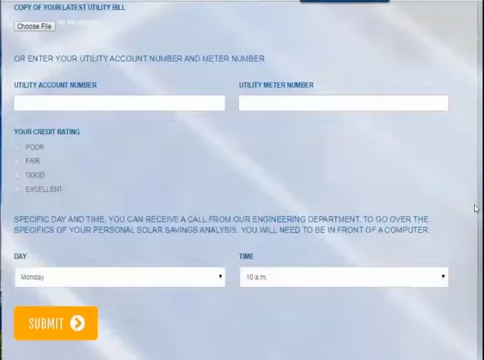 COPY OF YOUR LATEST UTILITY BILL
Choose File
OR ENTER YOUR UTILITY ACCOUNT NUMBER AND METER NUMBER
UTILITY ACCOUNT NUMBER UTILITY METER NUMBER
YOUR CREDIT RATING
POOR
FAIR
GOOD
EXCELLENT
SPECIFIC DAY AND TIME, YOU CAN RECEIVE A CALL FROM OUR ENGINEERING DEPARTMENT, TO GO OVER THE
SPECIFICS OF YOUR PERSONAL SOLAR SAVINGS ANALYSIS. YOU WILL NEED TO BE IN FRONT OF A COMPUTER.
DAY TIME
Monday 10 a.m.
SUBMIT